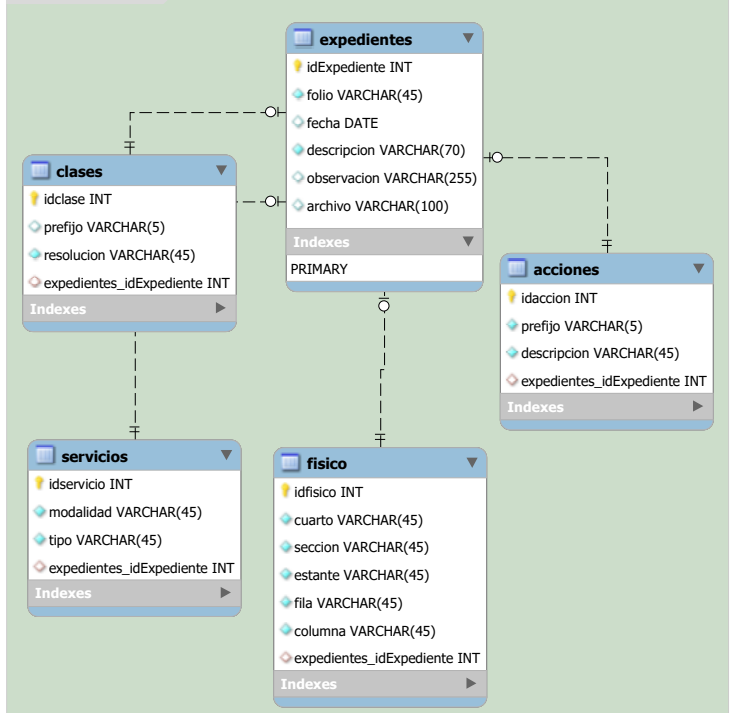 expedientes
idExpediente INT
folio VARCHAR(45)
fecha DATE
descripcion VARCHAR(70)
observacion VARCHAR(255)
archivo VARCHAR(100)
Indexes
PRIMARY
clases
idclase INT
prefijo VARCHAR(5)
resolucion VARCHAR(45)
expedientes_idExpediente INT
Indexes
acciones
idaccion INT
prefijo VARCHAR(5)
descripcion VARCHAR(45)
expedientes_idExpediente INT
Indexes
servicios
idservicio INT
modalidad VARCHAR(45)
tipo VARCHAR(45)
expedientes_idExpediente INT
Indexes
fisico
idfisico INT
cuarto VARCHAR(45)
seccion VARCHAR(45)
estante VARCHAR(45)
fila VARCHAR(45)
columna VARCHAR(45)
expedientes_idExpediente INT
Indexes